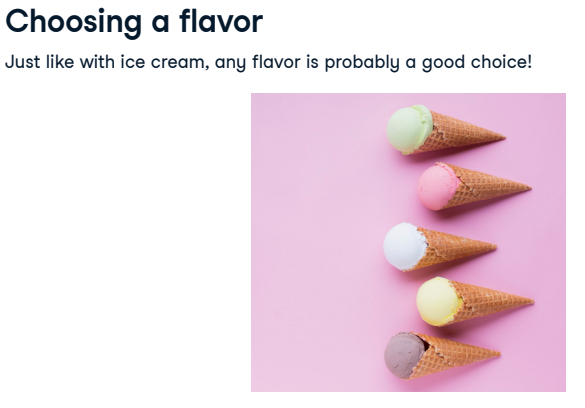 Choosing a flavor
Just like with ice cream, any flavor is probably a good choice!